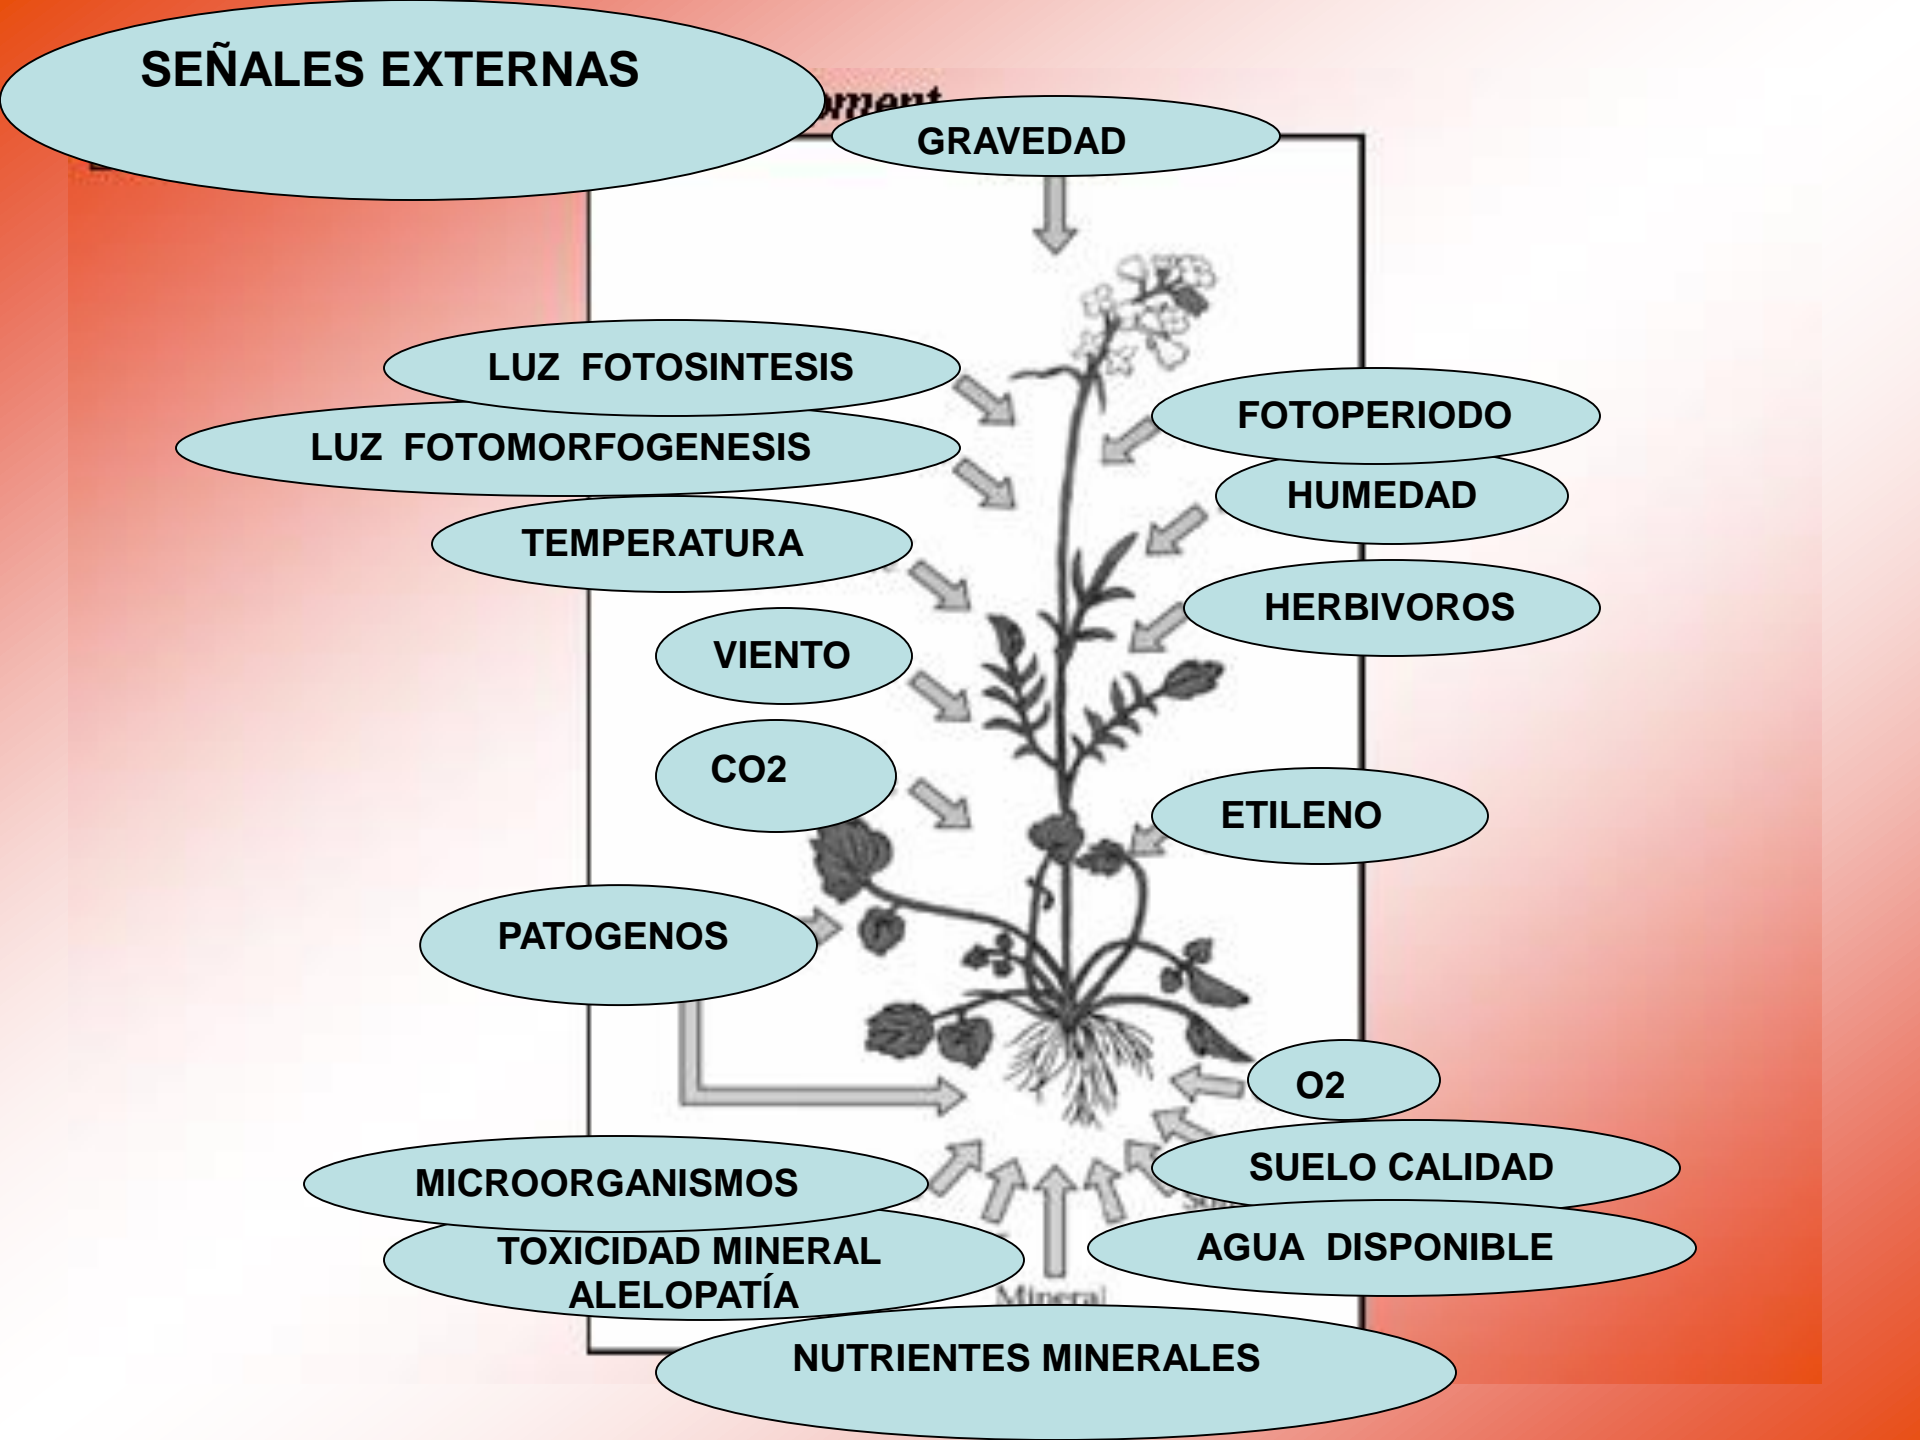 SEÑALES EXTERNAS
GRAVEDAD
LUZ  FOTOSINTESIS
FOTOPERIODO
LUZ  FOTOMORFOGENESIS
HUMEDAD
TEMPERATURA
HERBIVOROS
VIENTO
CO2
ETILENO
PATOGENOS
O2
MICROORGANISMOS
SUELO CALIDAD
TOXICIDAD MINERAL
ALELOPATÍA
AGUA  DISPONIBLE
Mineral
NUTRIENTES MINERALES